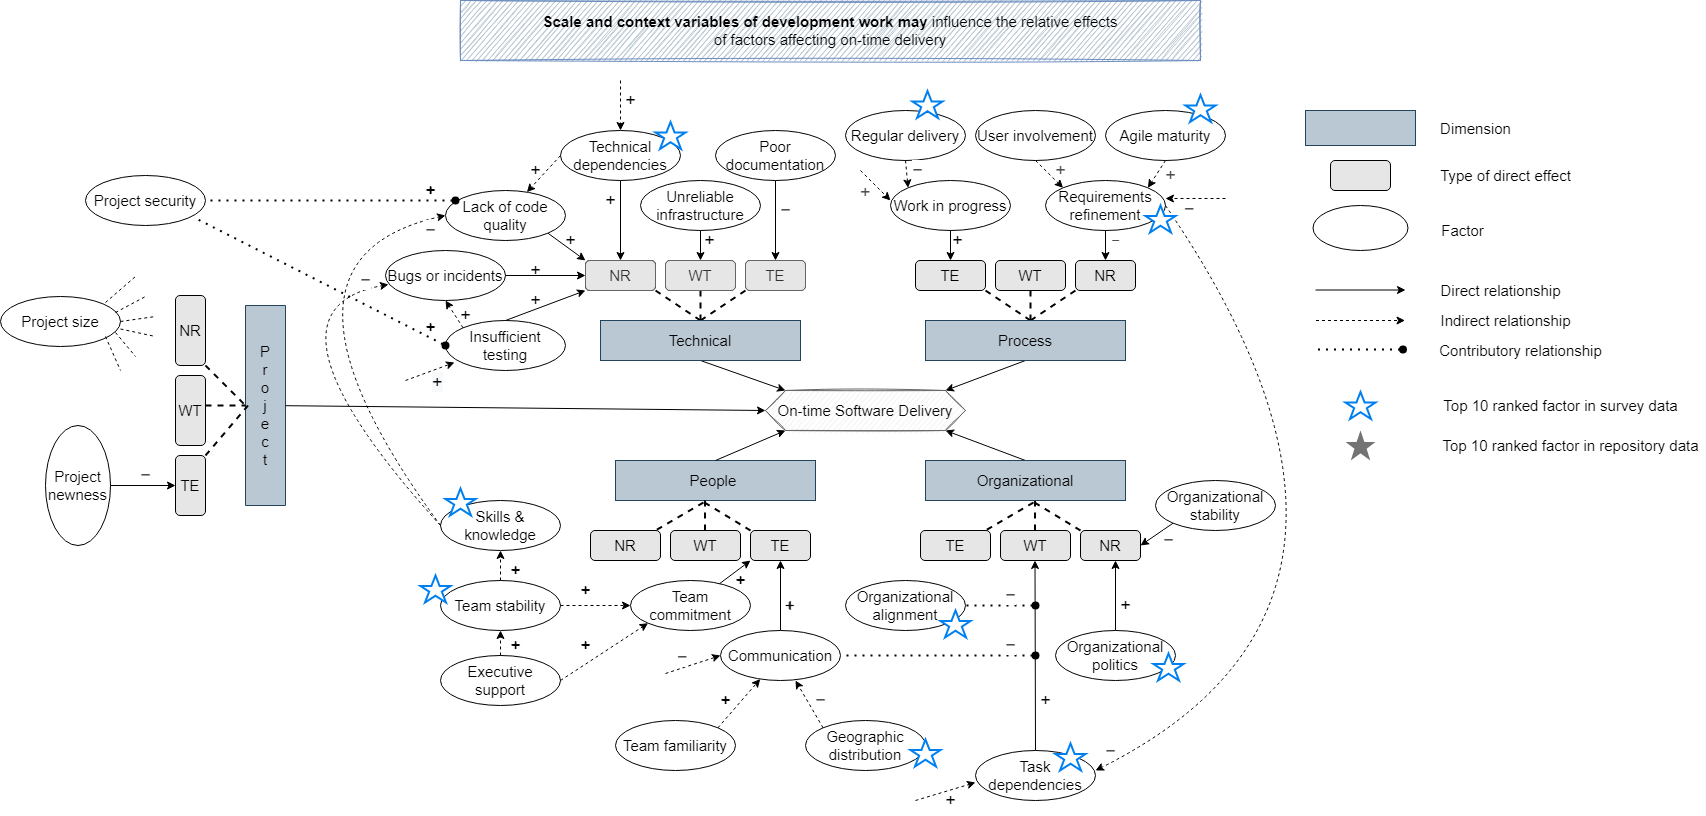 Scale and context variables of development work may influence the relative effects
of factors affecting on-time delivery
+
Technical
dependencies
+
+
Poor
documentation
−
Unreliable
infrastructure
+
Regular delivery
−
+
Work in progress
+
User involvement
+
Agile maturity
+
−
Requirements
refinement
−
Project security
+
+
Lack of code
quality
−
+
Bugs or incidents
−
+
+
+
Insufficient
testing
+
NR
WT
TE
TE
WT
NR
Technical
Process
Project size
NR
WT
TE
Project
Project
newness
−
On-time Software Delivery
People
Organizational
NR
WT
TE
TE
WT
NR
Organizational
stability
−
Skills &
knowledge
+
Team stability
+
+
Executive
support
+
Team
commitment
+
+
Communication
−
−
Organizational
alignment
−
+
Organizational
politics
+
Team familiarity
+
Geographic
distribution
−
+
Task
dependencies
−
+
Dimension
Type of direct effect
Factor
Direct relationship
Indirect relationship
Contributory relationship
Top 10 ranked factor in survey data
Top 10 ranked factor in repository data